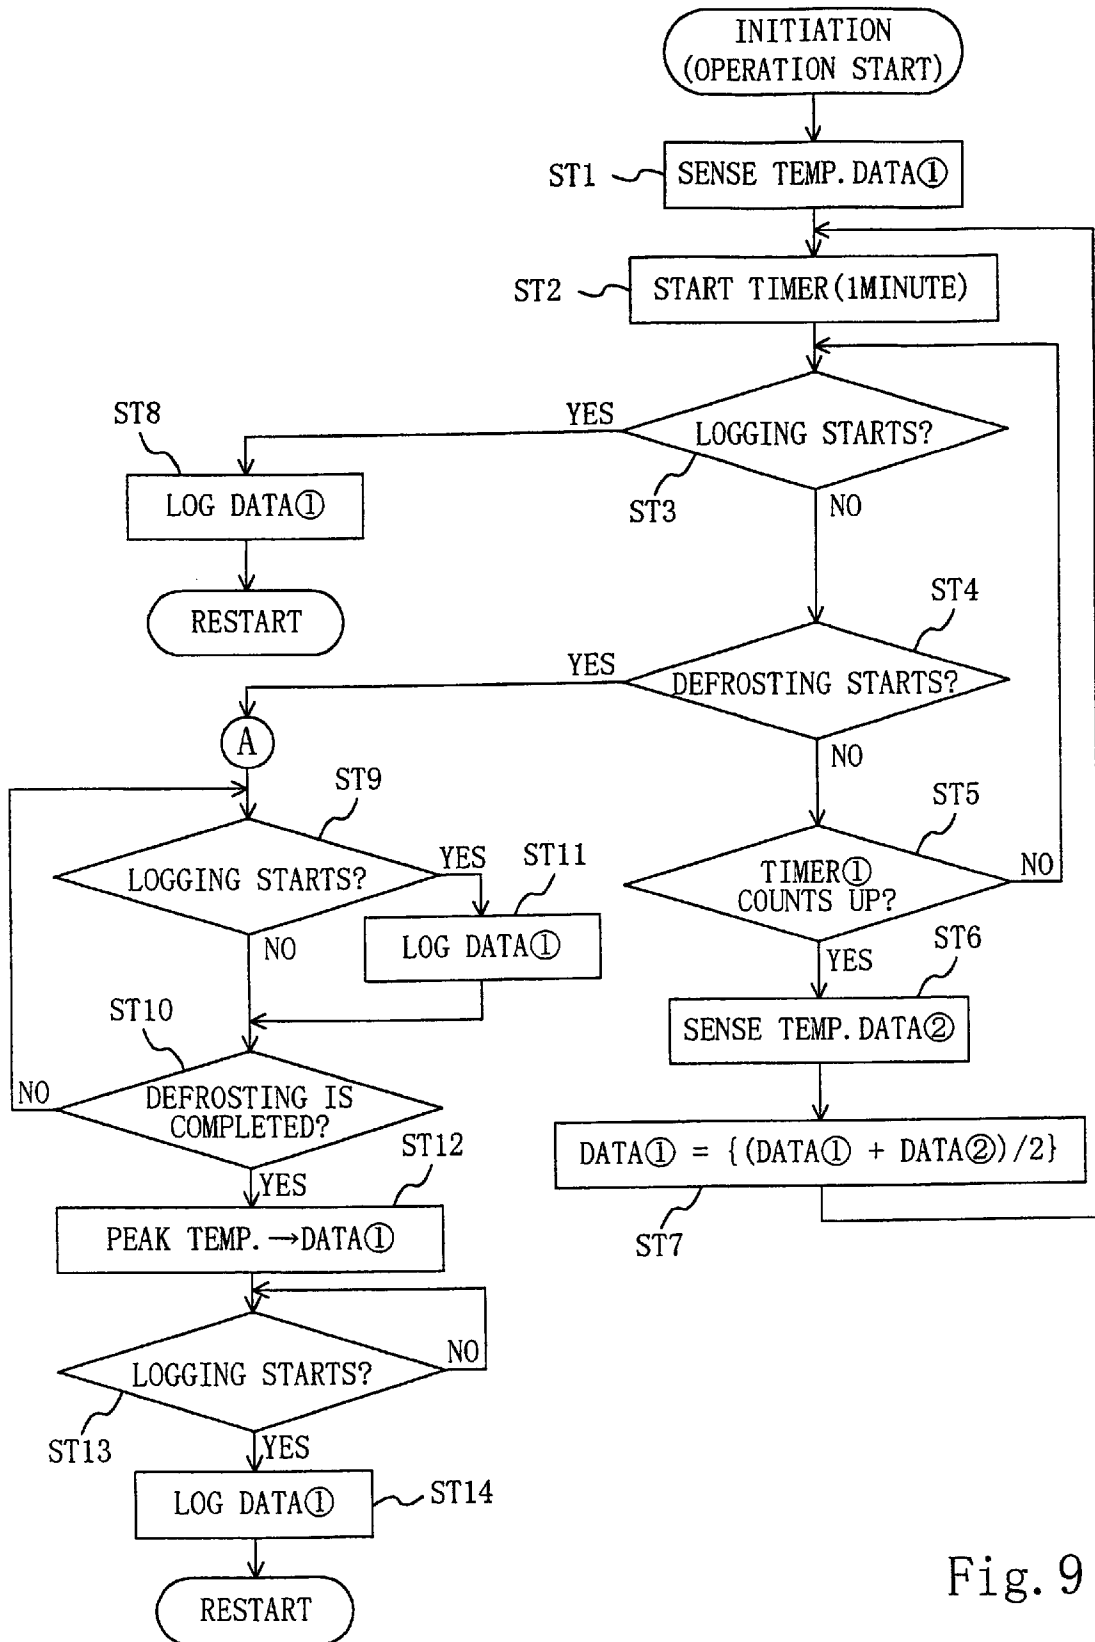 INITIATION
(OPERATION START)
ST1
SENSE TEMP.DATA①
ST2
START TIMER(1MINUTE)
ST8
YES
LOGGING STARTS?
ST3
NO
LOG DATA①
RESTART
ST4
YES
DEFROSTING STARTS?
NO
A
ST9
LOGGING STARTS?
YES
ST11
NO
LOG DATA①
ST5
TIMER①
COUNTS UP?
NO
YES
ST6
SENSE TEMP.DATA②
ST10
NO
DEFROSTING IS
COMPLETED?
YES
ST12
DATA① = {(DATA① + DATA②)/2}
ST7
PEAK TEMP.→DATA①
LOGGING STARTS?
NO
ST13
YES
LOG DATA①
ST14
RESTART
Fig. 9